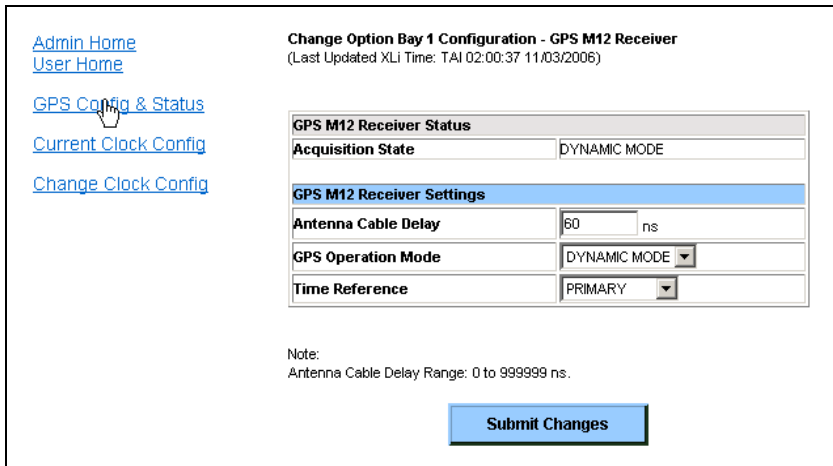 Admin Home
User Home
GPS Config & Status
Current Clock Config
Change Clock Config
Change Option Bay 1 Configuration - GPS M12 Receiver
(Last Updated XLi Time: TAI 02:00:37 11/03/2006)
GPS M12 Receiver Status
Acquisition State DYNAMIC MODE
GPS M12 Receiver Settings
Antenna Cable Delay 60 ns
GPS Operation Mode DYNAMIC MODE
Time Reference PRIMARY
Note:
Antenna Cable Delay Range: 0 to 999999 ns.
Submit Changes